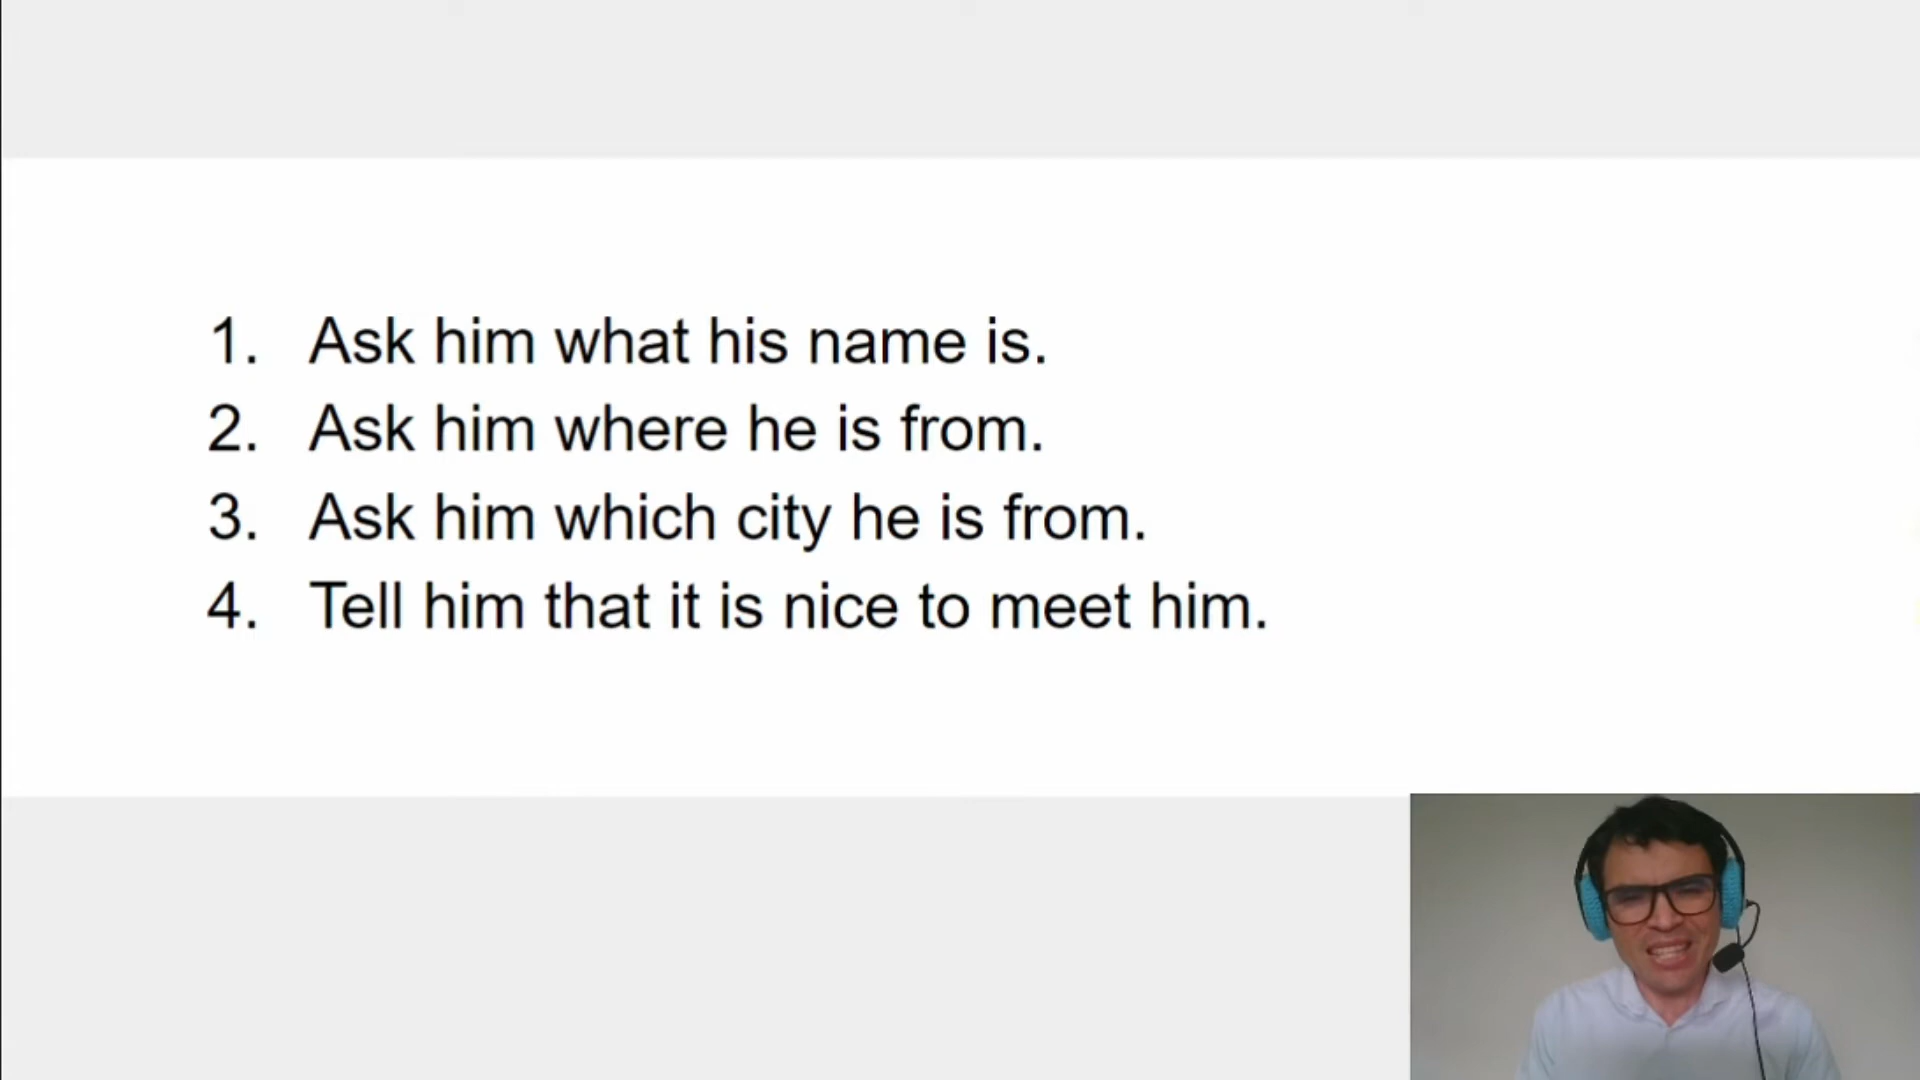 1. Ask him what his name is.
2. Ask him where he is from.
3. Ask him which city he is from.
4. Tell him that it is nice to meet him.